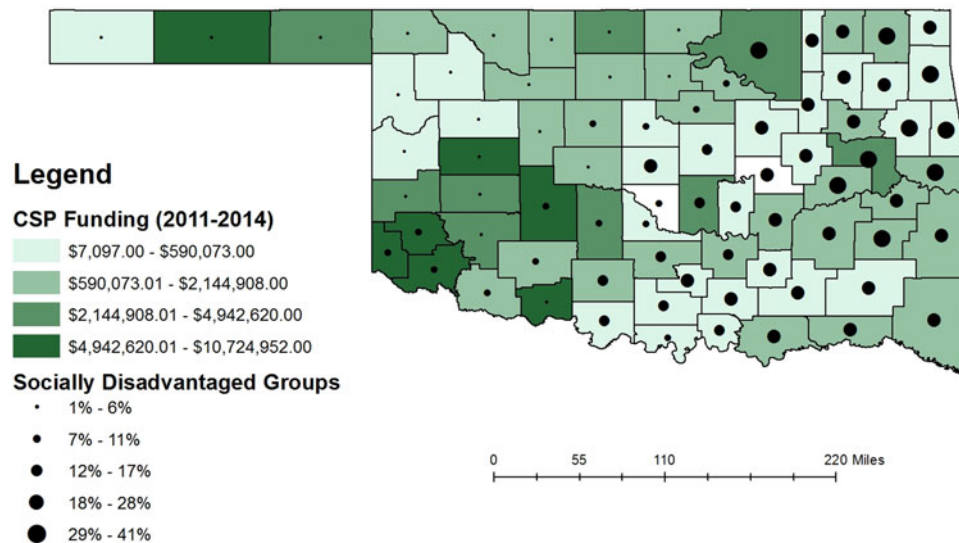 Legend
CSP Funding (2011-2014)
$7,097.00 - $590,073.00
$590,073.01 - $2,144,908.00
$2,144,908.01 - $4,942,620.00
$4,942,620.01 - $10,724,952.00
Socially Disadvantaged Groups
1% - 6%
7% - 11%
12% - 17%
18% - 28%
29% - 41%
0 55 110 220 Miles